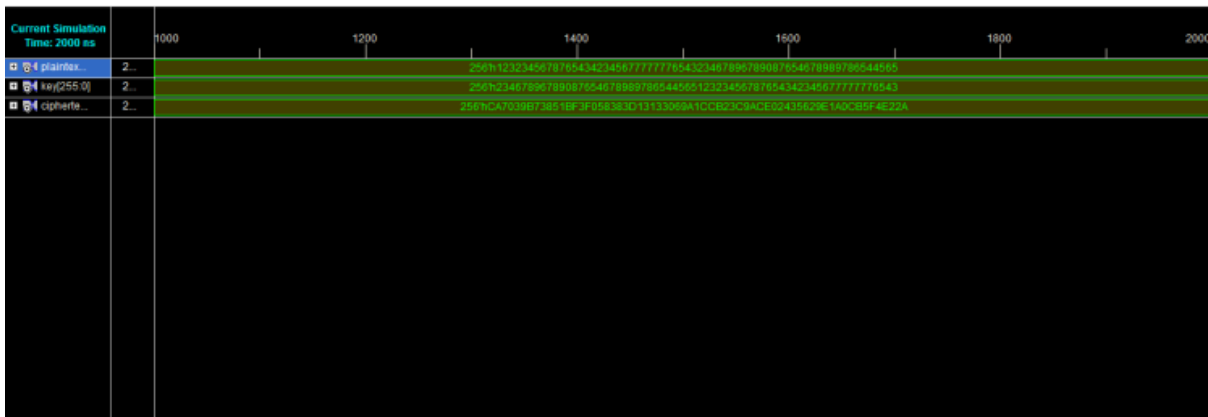 Current Simulation
Time: 2000 ns
1000 1200 1400 1600 1800 2000
plaintex... 2... 256'h1232345678765434234567777777654323467896789087654678989786544565
key[255:0] 2... 256'h2346789678908765467898978654456512323456787654342345677777776543
cipherte... 2... 256'hCA7039B73851BF3F058383D13133069A1CCB23C9ACE02435629E1A0CB5F4E22A